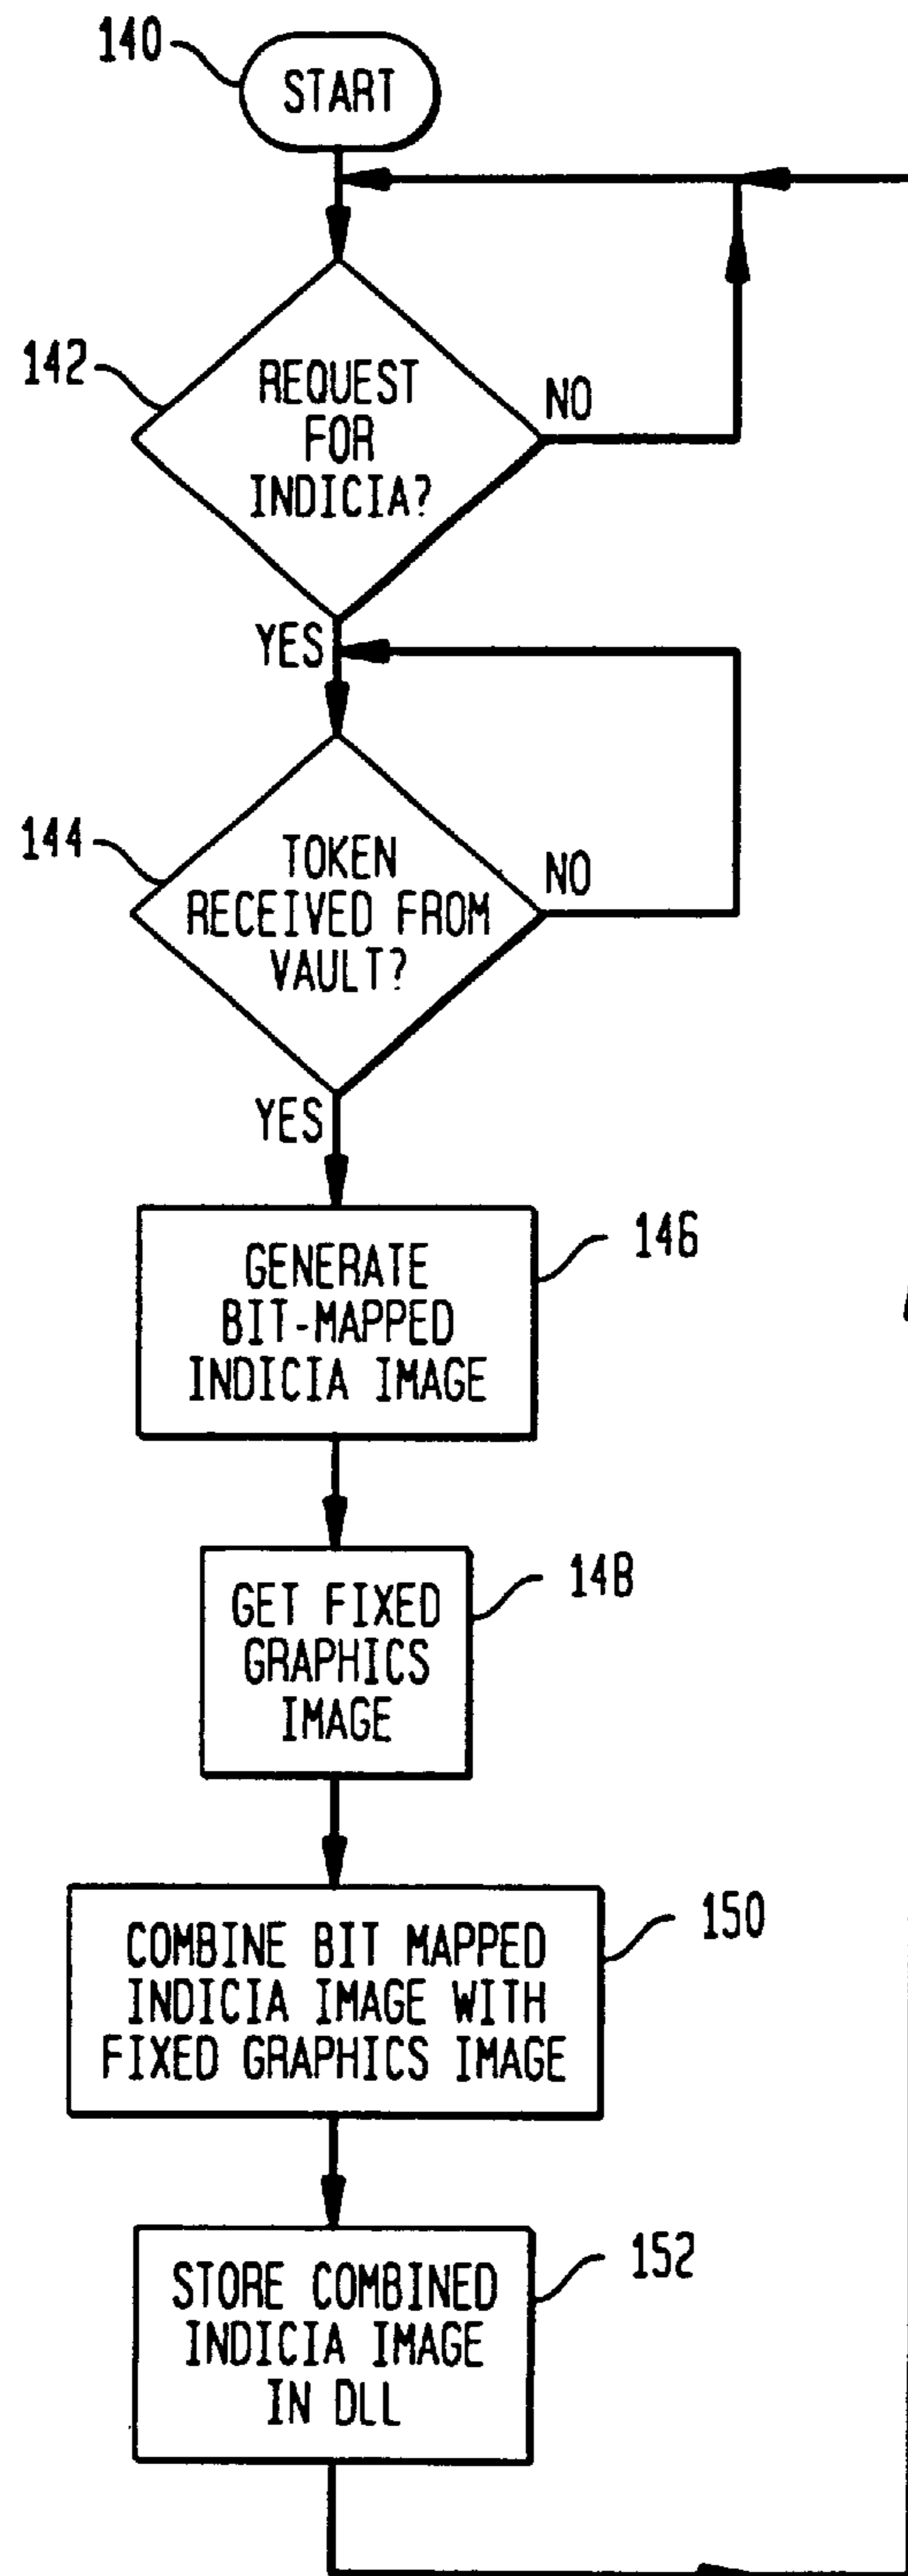 140
START
142
REQUEST
FOR
INDICIA?
NO
YES
144
TOKEN
RECEIVED FROM
VAULT?
NO
YES
146
GENERATE
BIT-MAPPED
INDICIA IMAGE
148
GET FIXED
GRAPHICS
IMAGE
150
COMBINE BIT MAPPED
INDICIA IMAGE WITH
FIXED GRAPHICS IMAGE
152
STORE COMBINED
INDICIA IMAGE
IN DLL